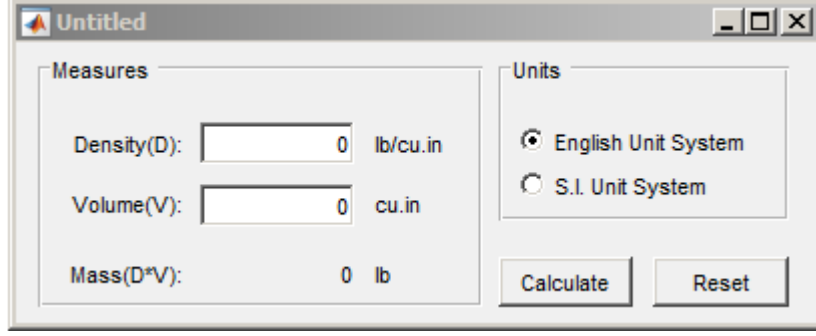 Untitled
Measures
Density(D): 0 lb/cu.in
Volume(V): 0 cu.in
Mass(D*V): 0 lb
Units
English Unit System
S.I. Unit System
Calculate Reset